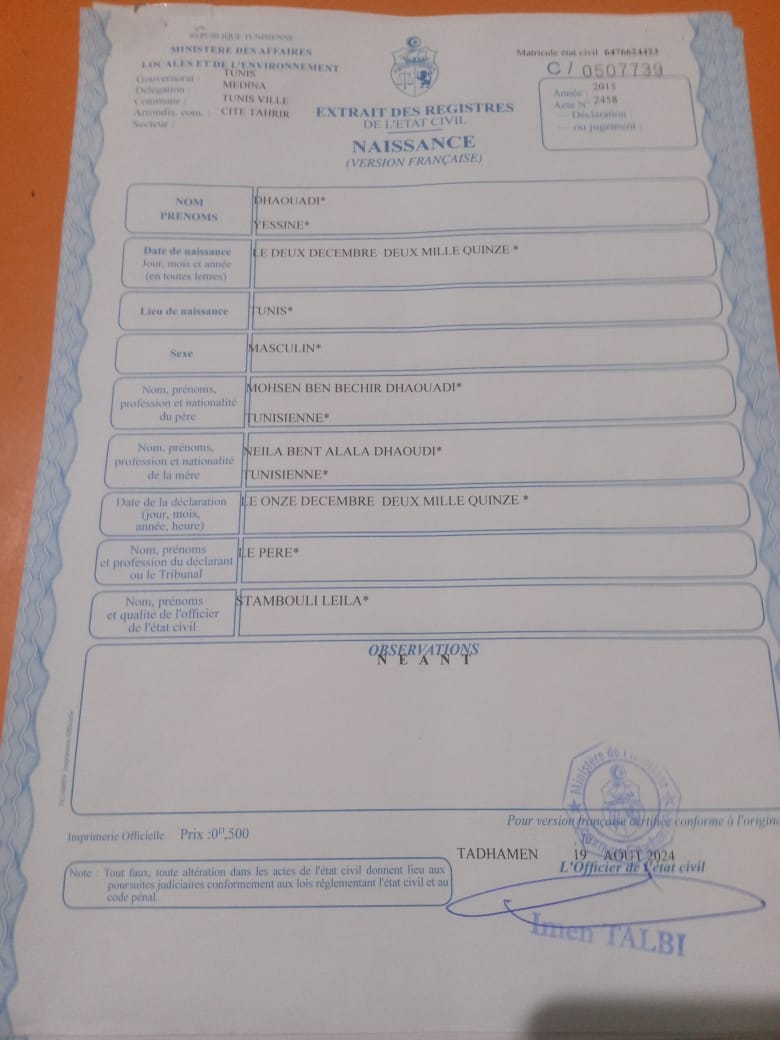 REPUBLIQUE TUNISIENNE
MINISTERE DES AFFAIRES
LOCALES ET DE L'ENVIRONNEMENT
Gouvernorat : TUNIS
Délégation : MEDINA
Commune : TUNIS VILLE
Arrondis. com. : CITE TAHRIR
Secteur :
Matricule état civil 6476634433
C / 0507739
Année : 2015
Acte N° 2458
— Déclaration :
— ou jugement :
EXTRAIT DES REGISTRES
DE L'ETAT CIVIL
NAISSANCE
(VERSION FRANÇAISE)
NOM DHAOUADI*
PRENOMS YESSINE*
Date de naissance LE DEUX DECEMBRE DEUX MILLE QUINZE *
Jour, mois et année
(en toutes lettres)
Lieu de naissance TUNIS*
Sexe MASCULIN*
Nom, prénoms, MOHSEN BEN BECHIR DHAOUADI*
profession et nationalité
du père TUNISIENNE*
Nom, prénoms, NEILA BENT ALALA DHAOUDI*
profession et nationalité
de la mère TUNISIENNE*
Date de la déclaration LE ONZE DECEMBRE DEUX MILLE QUINZE *
(jour, mois,
année, heure)
Nom, prénoms LE PERE*
et profession du déclarant
ou le Tribunal
Nom, prénoms STAMBOULI LEILA*
et qualité de l'officier
de l'état civil
OBSERVATIONS
N E A N T
Imprimerie Officielle Prix :0ᴰ,500
Pour version française certifiée conforme à l'origine
TADHAMEN 19 AOUT 2024
L'Officier de l'état civil
Note : Tout faux, toute altération dans les actes de l'état civil donnent lieu aux
poursuites judiciaires conformement aux lois réglementant l'état civil et au
code pénal.
Imen TALBI